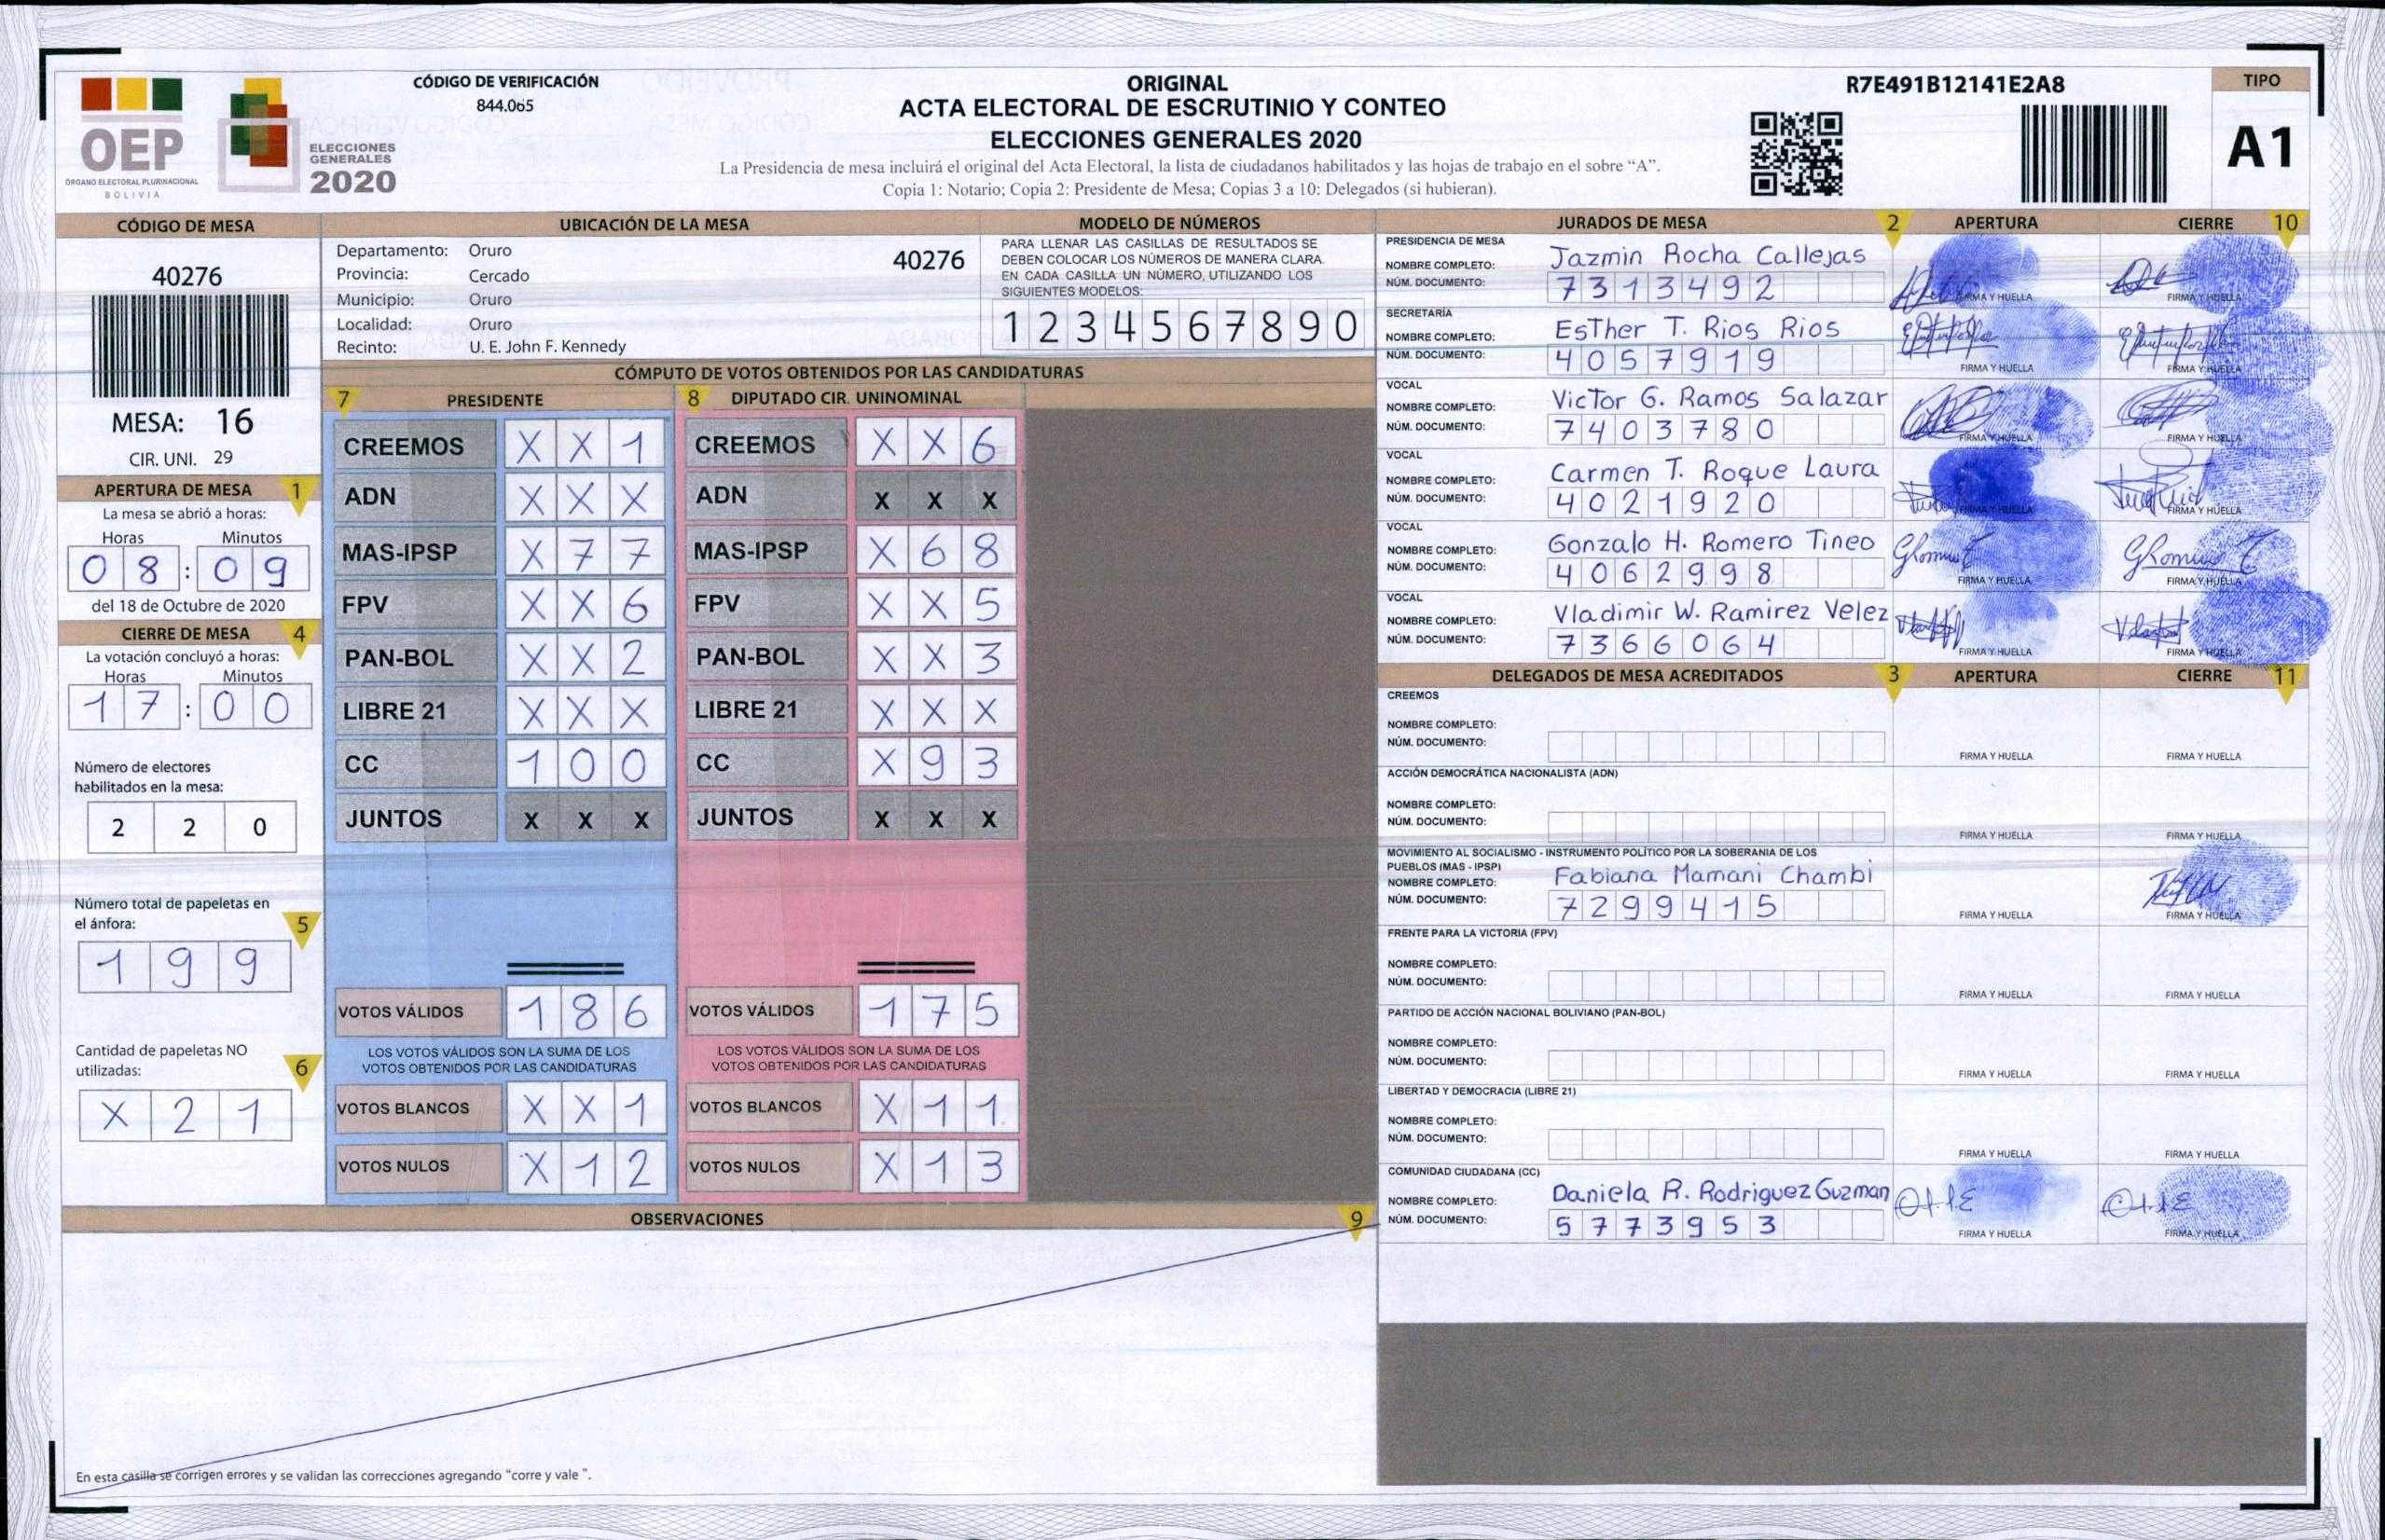 CÓDIGO DE VERIFICACIÓN
844.065
ORIGINAL
ACTA ELECTORAL DE ESCRUTINIO Y CONTEO
ELECCIONES GENERALES 2020
La Presidencia de mesa incluirá el original del Acta Electoral, la lista de ciudadanos habilitados y las hojas de trabajo en el sobre “A”.
Copia 1: Notario; Copia 2: Presidente de Mesa; Copias 3 a 10: Delegados (si hubieran).
R7E491B12141E2A8
TIPO
A1
OEP
ÓRGANO ELECTORAL PLURINACIONAL
BOLIVIA
ELECCIONES
GENERALES
2020
CÓDIGO DE MESA
40276
MESA: 16
CIR. UNI. 29
APERTURA DE MESA 1
La mesa se abrió a horas:
Horas Minutos
08:09
del 18 de Octubre de 2020
CIERRE DE MESA 4
La votación concluyó a horas:
Horas Minutos
17:00
Número de electores
habilitados en la mesa:
2 2 0
Número total de papeletas en
el ánfora: 5
1 9 9
Cantidad de papeletas NO
utilizadas: 6
X 2 1
UBICACIÓN DE LA MESA
Departamento: Oruro 40276
Provincia: Cercado
Municipio: Oruro
Localidad: Oruro
Recinto: U. E. John F. Kennedy
MODELO DE NÚMEROS
PARA LLENAR LAS CASILLAS DE RESULTADOS SE
DEBEN COLOCAR LOS NÚMEROS DE MANERA CLARA.
EN CADA CASILLA UN NÚMERO, UTILIZANDO LOS
SIGUIENTES MODELOS:
1 2 3 4 5 6 7 8 9 0
CÓMPUTO DE VOTOS OBTENIDOS POR LAS CANDIDATURAS
7 PRESIDENTE
CREEMOS X X 1
ADN X X X
MAS-IPSP X 7 7
FPV X X 6
PAN-BOL X X 2
LIBRE 21 X X X
CC 1 0 0
JUNTOS X X X
VOTOS VÁLIDOS 1 8 6
LOS VOTOS VÁLIDOS SON LA SUMA DE LOS
VOTOS OBTENIDOS POR LAS CANDIDATURAS
VOTOS BLANCOS X X 1
VOTOS NULOS X 1 2
8 DIPUTADO CIR. UNINOMINAL
CREEMOS X X 6
ADN X X X
MAS-IPSP X 6 8
FPV X X 5
PAN-BOL X X 3
LIBRE 21 X X X
CC X 9 3
JUNTOS X X X
VOTOS VÁLIDOS 1 7 5
LOS VOTOS VÁLIDOS SON LA SUMA DE LOS
VOTOS OBTENIDOS POR LAS CANDIDATURAS
VOTOS BLANCOS X 1 1
VOTOS NULOS X 1 3
OBSERVACIONES 9
En esta casilla se corrigen errores y se validan las correcciones agregando “corre y vale ”.
JURADOS DE MESA 2 APERTURA CIERRE 10
PRESIDENCIA DE MESA
NOMBRE COMPLETO: Jazmin Rocha Callejas
NÚM. DOCUMENTO: 7313492
FIRMA Y HUELLA FIRMA Y HUELLA
SECRETARÍA
NOMBRE COMPLETO: Esther T. Rios Rios
NÚM. DOCUMENTO: 4057919
FIRMA Y HUELLA FIRMA Y HUELLA
VOCAL
NOMBRE COMPLETO: Victor G. Ramos Salazar
NÚM. DOCUMENTO: 7403780
FIRMA Y HUELLA FIRMA Y HUELLA
VOCAL
NOMBRE COMPLETO: Carmen T. Roque Laura
NÚM. DOCUMENTO: 4021920
FIRMA Y HUELLA FIRMA Y HUELLA
VOCAL
NOMBRE COMPLETO: Gonzalo H. Romero Tineo
NÚM. DOCUMENTO: 4062998
FIRMA Y HUELLA FIRMA Y HUELLA
VOCAL
NOMBRE COMPLETO: Vladimir W. Ramirez Velez
NÚM. DOCUMENTO: 7366064
FIRMA Y HUELLA FIRMA Y HUELLA
DELEGADOS DE MESA ACREDITADOS 3 APERTURA CIERRE 11
CREEMOS
NOMBRE COMPLETO:
NÚM. DOCUMENTO:
FIRMA Y HUELLA FIRMA Y HUELLA
ACCIÓN DEMOCRÁTICA NACIONALISTA (ADN)
NOMBRE COMPLETO:
NÚM. DOCUMENTO:
FIRMA Y HUELLA FIRMA Y HUELLA
MOVIMIENTO AL SOCIALISMO - INSTRUMENTO POLÍTICO POR LA SOBERANIA DE LOS
PUEBLOS (MAS - IPSP)
NOMBRE COMPLETO: Fabiana Mamani Chambi
NÚM. DOCUMENTO: 7299415
FIRMA Y HUELLA FIRMA Y HUELLA
FRENTE PARA LA VICTORIA (FPV)
NOMBRE COMPLETO:
NÚM. DOCUMENTO:
FIRMA Y HUELLA FIRMA Y HUELLA
PARTIDO DE ACCIÓN NACIONAL BOLIVIANO (PAN-BOL)
NOMBRE COMPLETO:
NÚM. DOCUMENTO:
FIRMA Y HUELLA FIRMA Y HUELLA
LIBERTAD Y DEMOCRACIA (LIBRE 21)
NOMBRE COMPLETO:
NÚM. DOCUMENTO:
FIRMA Y HUELLA FIRMA Y HUELLA
COMUNIDAD CIUDADANA (CC)
NOMBRE COMPLETO: Daniela R. Rodriguez Guzman
NÚM. DOCUMENTO: 5773953
FIRMA Y HUELLA FIRMA Y HUELLA